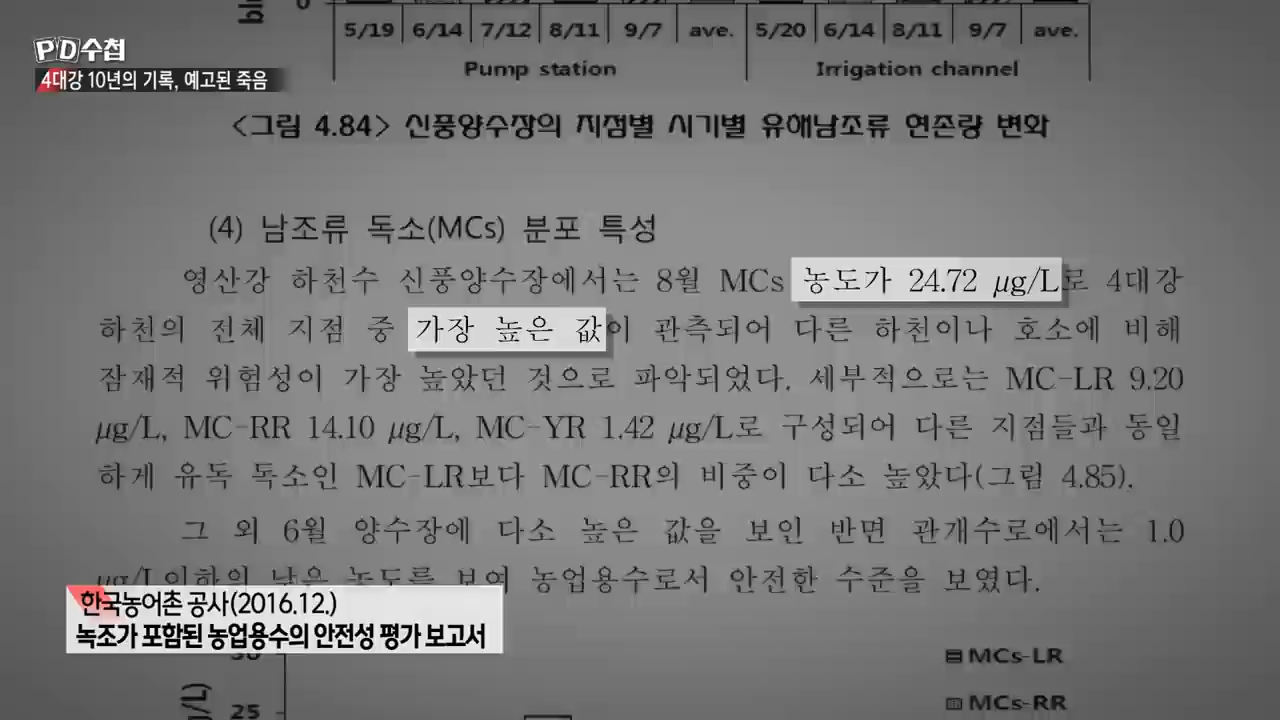 PD수첩
4대강 10년의 기록, 예고된 죽음
0
5/19 6/14 7/12 8/11 9/7 ave. 5/20 6/14 8/11 9/7 ave.
Pump station Irrigation channel
<그림 4.84> 신풍양수장의 지점별 시기별 유해남조류 현존량 변화
(4) 남조류 독소(MCs) 분포 특성
영산강 하천수 신풍양수장에서는 8월 MCs 농도가 24.72 μg/L로 4대강
하천의 전체 지점 중 가장 높은 값이 관측되어 다른 하천이나 호소에 비해
잠재적 위험성이 가장 높았던 것으로 파악되었다. 세부적으로는 MC-LR 9.20
μg/L, MC-RR 14.10 μg/L, MC-YR 1.42 μg/L로 구성되어 다른 지점들과 동일
하게 유독 독소인 MC-LR보다 MC-RR의 비중이 다소 높았다(그림 4.85).
그 외 6월 양수장에 다소 높은 값을 보인 반면 관개수로에서는 1.0
μg/L이하의 낮은 농도를 보여 농업용수로서 안전한 수준을 보였다.
한국농어촌 공사(2016.12.)
녹조가 포함된 농업용수의 안전성 평가 보고서
30
MCs-LR
25
MCs-RR